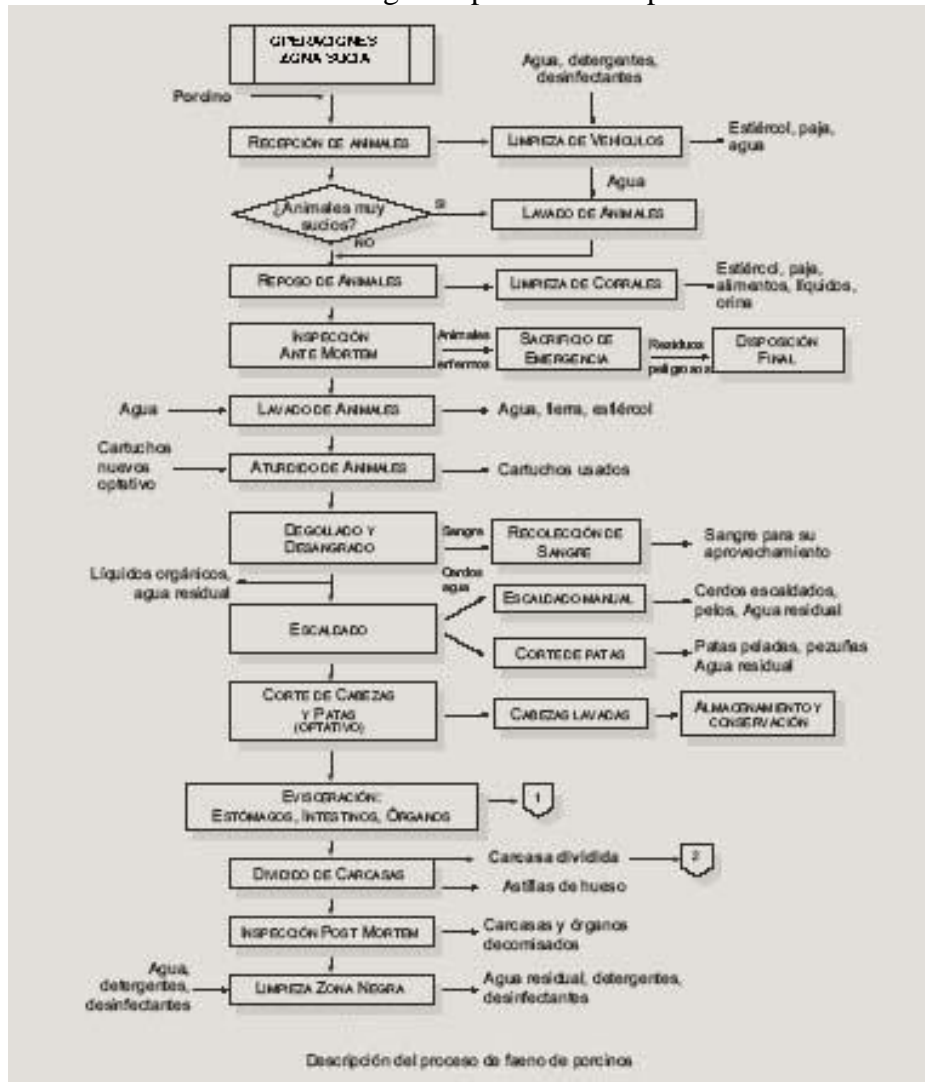 OPERACIONES
ZONA SUCIA
Agua, detergentes,
desinfectantes
Porcino
RECEPCIÓN DE ANIMALES
LIMPIEZA DE VEHÍCULOS
Estiércol, paja,
agua
Agua
¿Animales muy
sucios?
SI
LAVADO DE ANIMALES
NO
REPOSO DE ANIMALES
LIMPIEZA DE CORRALES
Estiércol, paja,
alimentos, líquidos,
orina
INSPECCIÓN
ANTE MORTEM
Animales
enfermos
SACRIFICIO DE
EMERGENCIA
Residuos
peligrosos
DISPOSICIÓN
FINAL
Agua
LAVADO DE ANIMALES
Agua, tierra, estiércol
Cartuchos
nuevos
optativo
ATURDIDO DE ANIMALES
Cartuchos usados
DEGOLLADO Y
DESANGRADO
Sangre
RECOLECCIÓN DE
SANGRE
Sangre para su
aprovechamiento
Líquidos orgánicos,
agua residual
Cerdos
agua
ESCALDADO
ESCALDADO MANUAL
Cerdos escaldados,
pelos, Agua residual
CORTE DE PATAS
Patas peladas, pezuñas
Agua residual
CORTE DE CABEZAS
Y PATAS
(OPTATIVO)
CABEZAS LAVADAS
ALMACENAMIENTO Y
CONSERVACIÓN
EVISCERACIÓN:
ESTÓMAGOS, INTESTINOS, ÓRGANOS
1
DIVIDIDO DE CARCASAS
Carcasa dividida
2
Astillas de hueso
INSPECCIÓN POST MORTEM
Carcasas y órganos
decomisados
Agua,
detergentes,
desinfectantes
LIMPIEZA ZONA NEGRA
Agua residual, detergentes,
desinfectantes
Descripción del proceso de faeno de porcinos